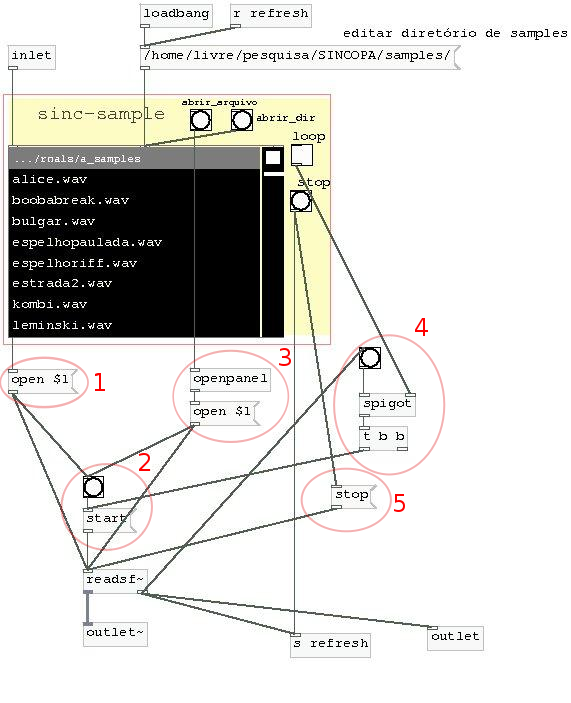 loadbang
r refresh
editar diretório de samples
inlet
/home/livre/pesquisa/SINCOPA/samples/
abrir_arquivo
sinc-sample
abrir_dir
loop
.../rnals/a_samples
stop
alice.wav
boobabreak.wav
bulgar.wav
espelhopaulada.wav
espelhoriff.wav
estrada2.wav
kombi.wav
leminski.wav
4
3
open $1
1
openpanel
open $1
spigot
t b b
2
start
stop
5
readsf~
outlet~
s refresh
outlet